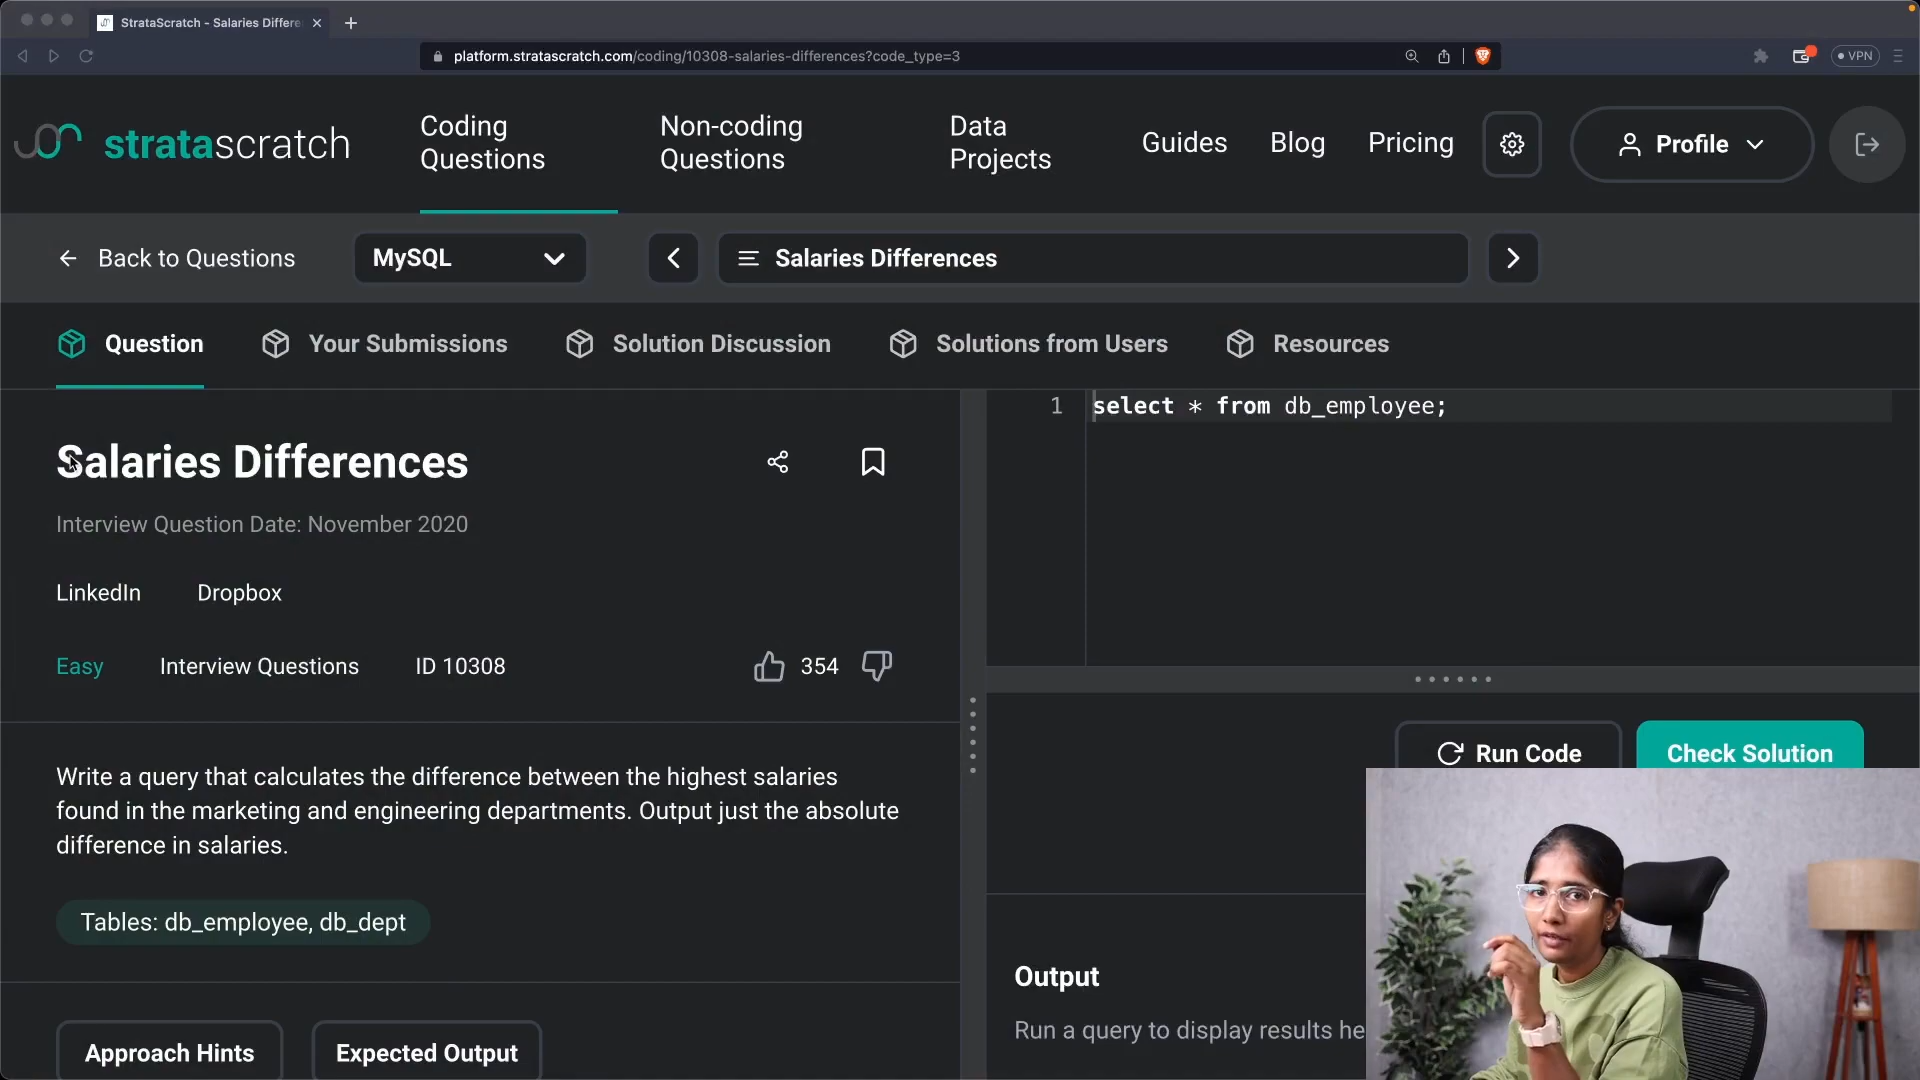 StrataScratch - Salaries Differe
platform.stratascratch.com/coding/10308-salaries-differences?code_type=3
VPN
stratascratch
Coding Questions
Non-coding Questions
Data Projects
Guides
Blog
Pricing
Profile
Back to Questions
MySQL
Salaries Differences
Question
Your Submissions
Solution Discussion
Solutions from Users
Resources
1 select * from db_employee;
Salaries Differences
Interview Question Date: November 2020
LinkedIn Dropbox
Easy Interview Questions ID 10308 354
Run Code
Check Solution
Write a query that calculates the difference between the highest salaries
found in the marketing and engineering departments. Output just the absolute
difference in salaries.
Tables: db_employee, db_dept
Output
Run a query to display results he
Approach Hints
Expected Output